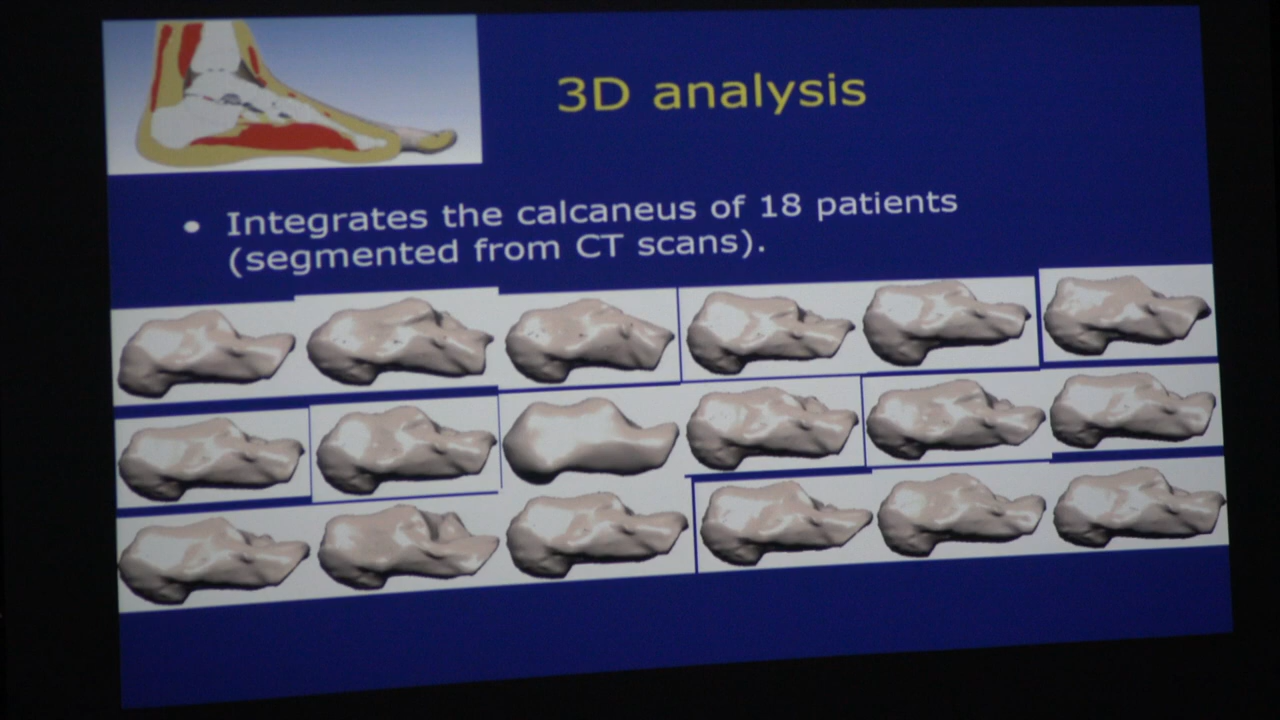 3D analysis
• Integrates the calcaneus of 18 patients
(segmented from CT scans).